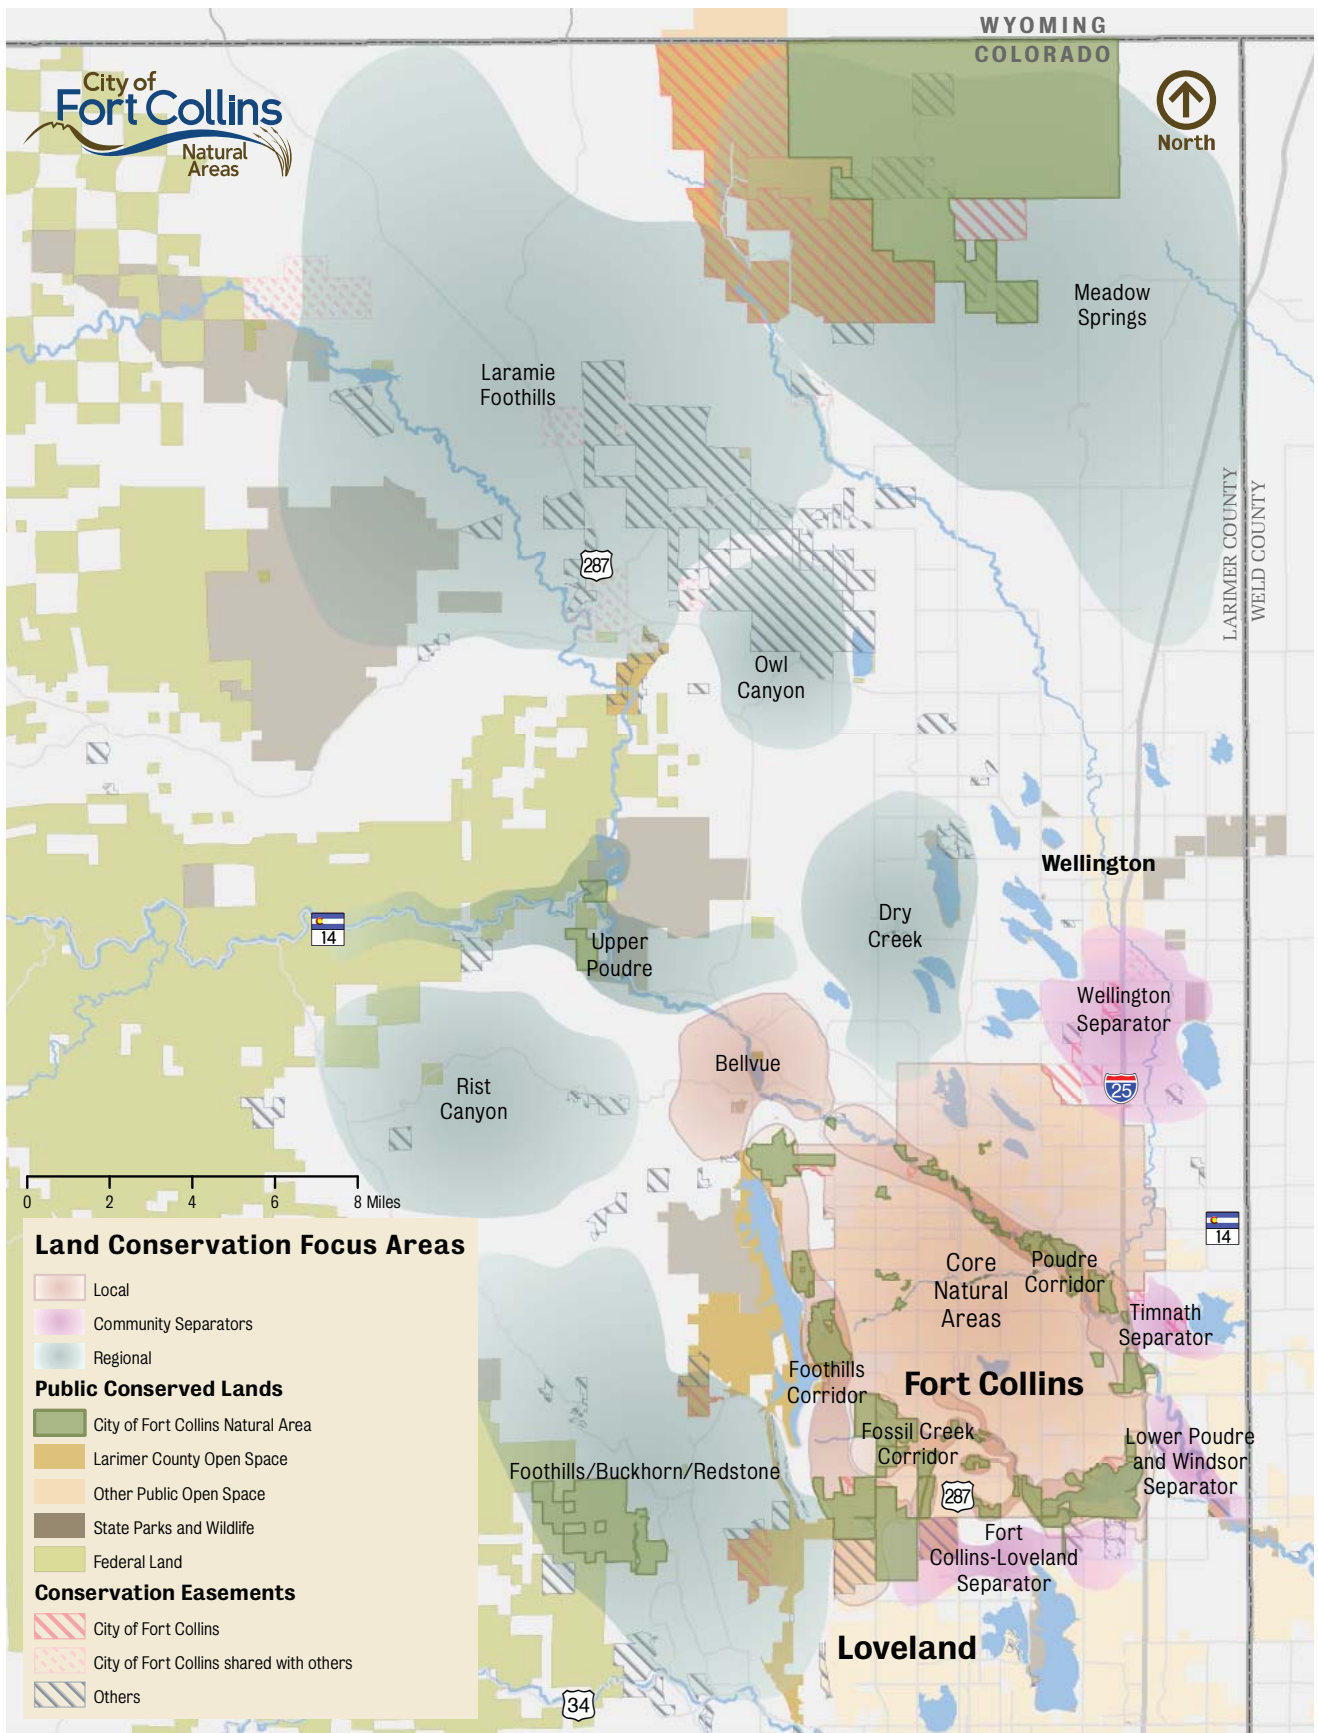 WYOMING
COLORADO
City of
Fort Collins
Natural
Areas
North
Meadow
Springs
Laramie
Foothills
LARIMER COUNTY
WELD COUNTY
287
Owl
Canyon
Wellington
Dry
Creek
14
Upper
Poudre
Wellington
Separator
Bellvue
25
Rist
Canyon
0 2 4 6 8 Miles
14
Land Conservation Focus Areas
Local
Community Separators
Regional
Public Conserved Lands
City of Fort Collins Natural Area
Larimer County Open Space
Other Public Open Space
State Parks and Wildlife
Federal Land
Conservation Easements
City of Fort Collins
City of Fort Collins shared with others
Others
Core
Natural
Areas
Poudre
Corridor
Timnath
Separator
Foothills
Corridor
Fort Collins
Fossil Creek
Corridor
Lower Poudre
and Windsor
Separator
Foothills/Buckhorn/Redstone
287
Fort
Collins-Loveland
Separator
Loveland
34